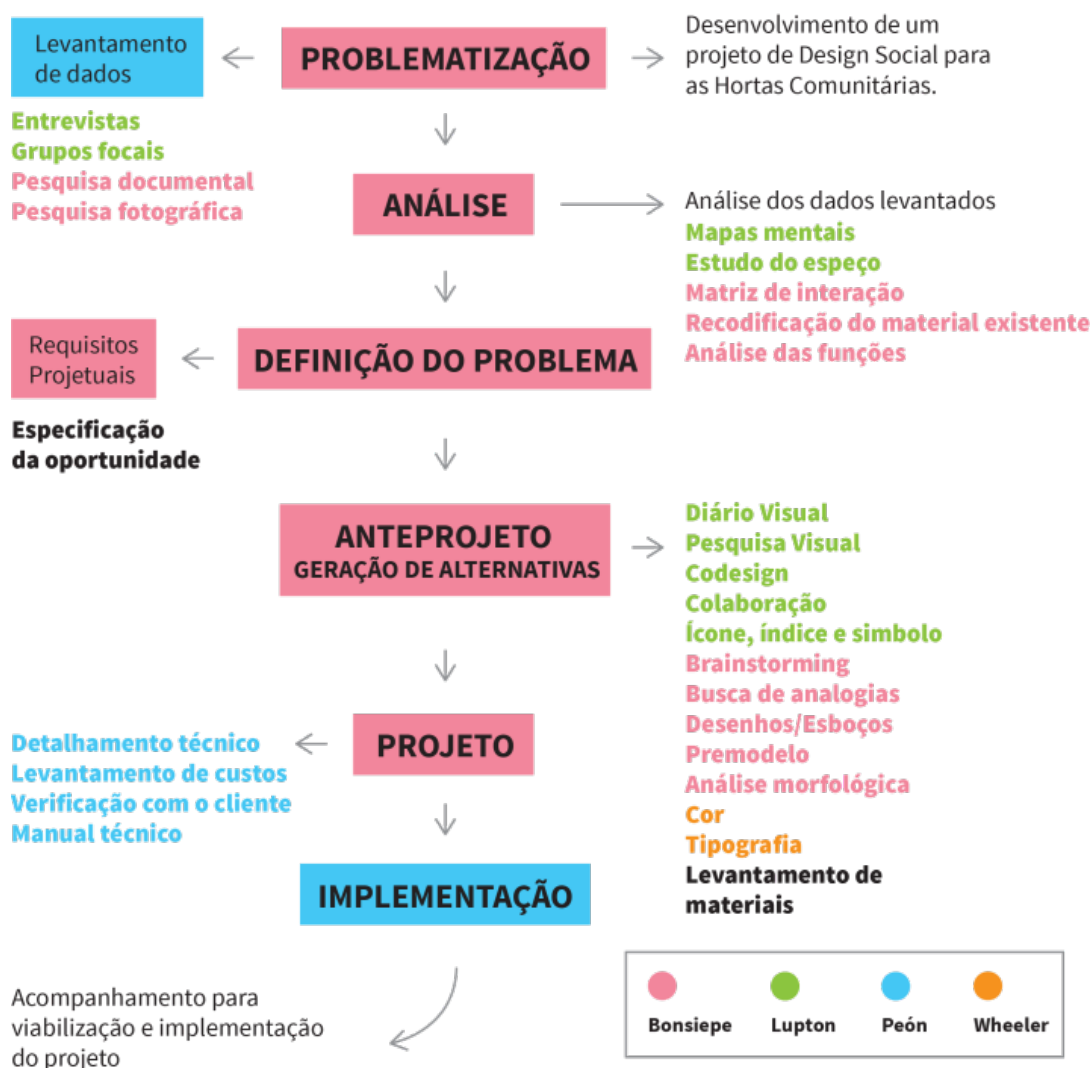 Levantamento
de dados
PROBLEMATIZAÇÃO
Desenvolvimento de um
projeto de Design Social para
as Hortas Comunitárias.
Entrevistas
Grupos focais
Pesquisa documental
Pesquisa fotográfica
ANÁLISE
Análise dos dados levantados
Mapas mentais
Estudo do espeço
Matriz de interação
Recodificação do material existente
Análise das funções
Requisitos
Projetuais
DEFINIÇÃO DO PROBLEMA
Especificação
da oportunidade
ANTEPROJETO
GERAÇÃO DE ALTERNATIVAS
Diário Visual
Pesquisa Visual
Codesign
Colaboração
Ícone, índice e simbolo
Brainstorming
Busca de analogias
Desenhos/Esboços
Premodelo
Análise morfológica
Cor
Tipografia
Levantamento de
materiais
PROJETO
Detalhamento técnico
Levantamento de custos
Verificação com o cliente
Manual técnico
IMPLEMENTAÇÃO
Acompanhamento para
viabilização e implementação
do projeto
Bonsiepe
Lupton
Peón
Wheeler